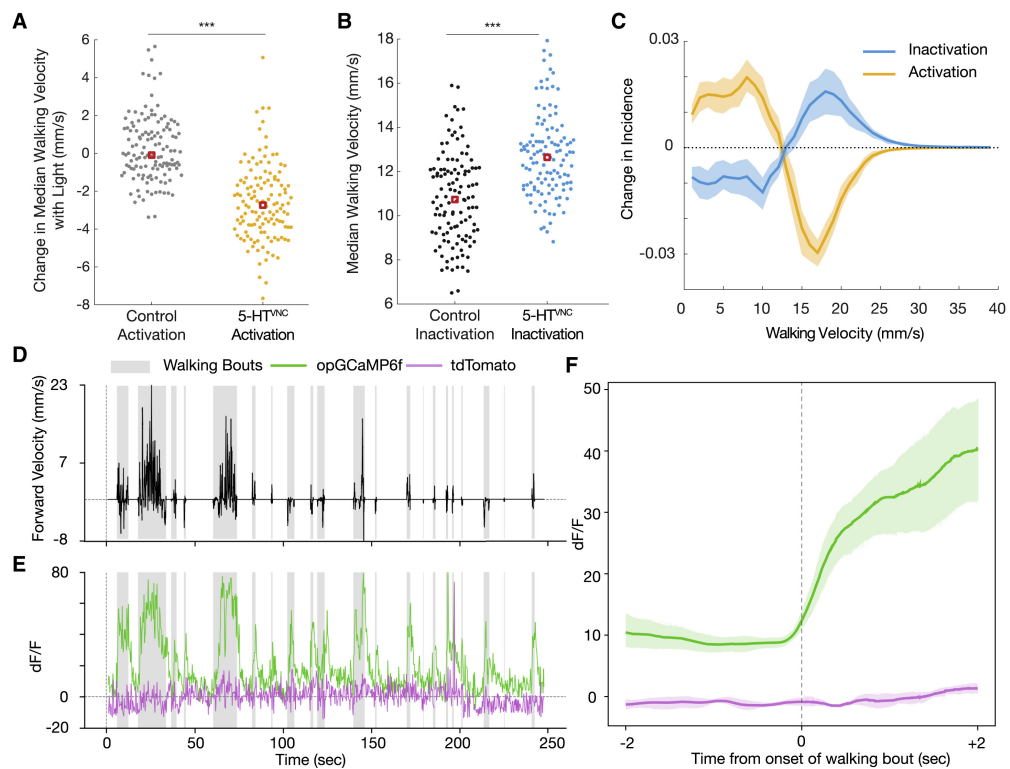 A
B
C
***
***
Change in Median Walking Velocity
with Light (mm/s)
6
4
2
0
-2
-4
-6
-8
Control
Activation
5-HTVNC
Activation
Median Walking Velocity (mm/s)
18
16
14
12
10
8
6
Control
Inactivation
5-HTVNC
Inactivation
Change in Incidence
0.03
0
-0.03
Inactivation
Activation
0 5 10 15 20 25 30 35 40
Walking Velocity (mm/s)
D
Walking Bouts opGCaMP6f tdTomato
Forward Velocity (mm/s)
23
7
-8
E
dF/F
80
0
-20
0 50 100 150 200 250
Time (sec)
F
dF/F
50
40
30
20
10
0
-2 0 +2
Time from onset of walking bout (sec)